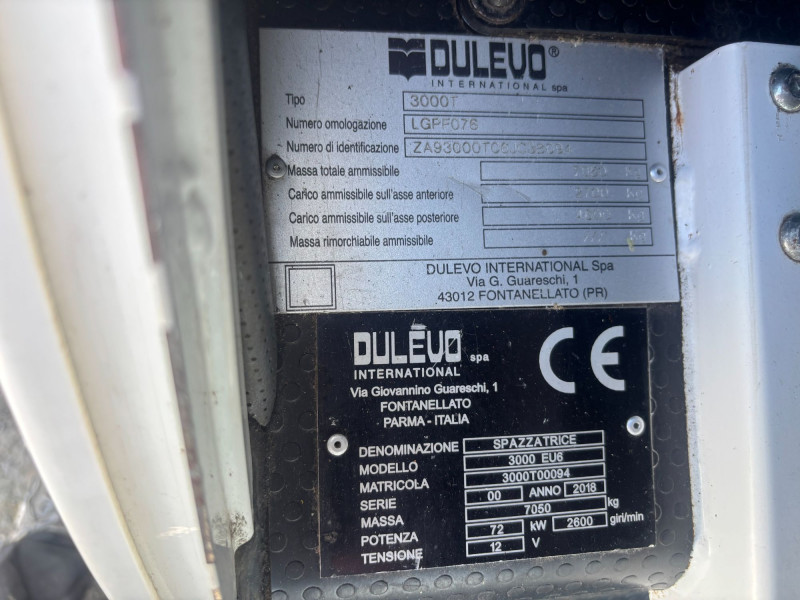 DULEVO®
INTERNATIONAL spa
Tipo 3000T
Numero omologazione LGPF076
Numero di identificazione
Massa totale ammissibile
Carico ammissibile sull'asse anteriore
Carico ammissibile sull'asse posteriore
Massa rimorchiabile ammissibile
DULEVO INTERNATIONAL Spa
Via G. Guareschi, 1
43012 FONTANELLATO (PR)
DULEVO spa
INTERNATIONAL
CE
Via Giovannino Guareschi, 1
FONTANELLATO
PARMA - ITALIA
DENOMINAZIONE SPAZZATRICE
MODELLO 3000 EU6
MATRICOLA 3000T00094
SERIE 00 ANNO 2018
MASSA 7050 kg
POTENZA 72 kW 2600 giri/min
TENSIONE 12 V